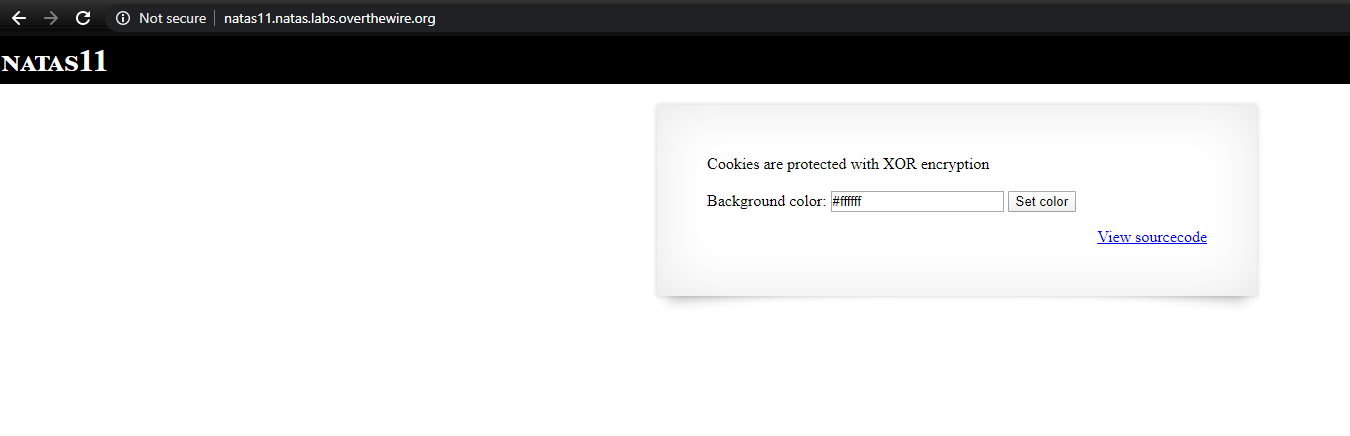 Not secure natas11.natas.labs.overthewire.org
NATAS11
Cookies are protected with XOR encryption
Background color: #ffffff Set color
View sourcecode